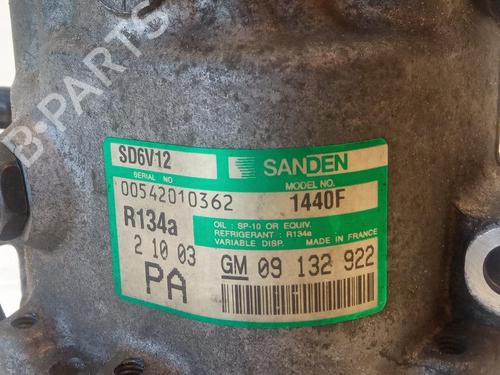 B-PARTS
SD6V12
SANDEN
SERIAL NO
MODEL NO.
00542010362
1440F
R134a
OIL : SP-10 OR EQUIV.
REFRIGERANT : R134a
VARIABLE DISP. MADE IN FRANCE
2 10 03
PA
GM 09 132 922